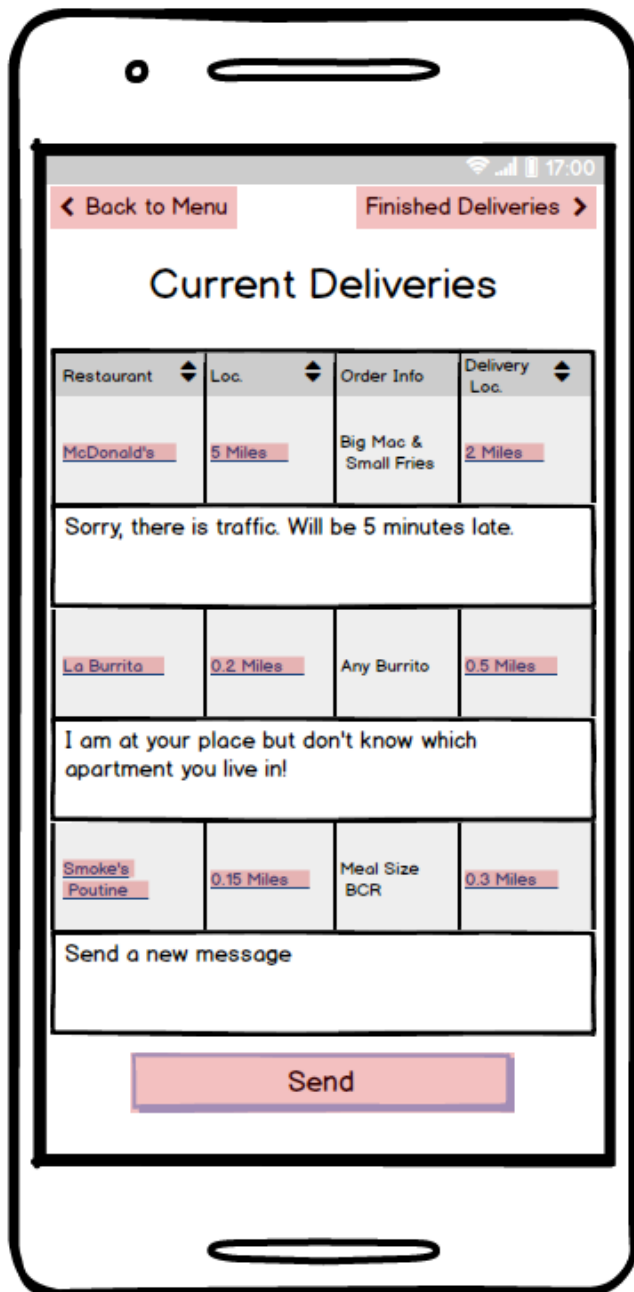 17:00
Back to Menu
Finished Deliveries
Current Deliveries
Restaurant
Loc.
Order Info
Delivery
Loc.
McDonald's
5 Miles
Big Mac &
Small Fries
2 Miles
Sorry, there is traffic. Will be 5 minutes late.
La Burrita
0.2 Miles
Any Burrito
0.5 Miles
I am at your place but don't know which
apartment you live in!
Smoke's
Poutine
0.15 Miles
Meal Size
BCR
0.3 Miles
Send a new message
Send